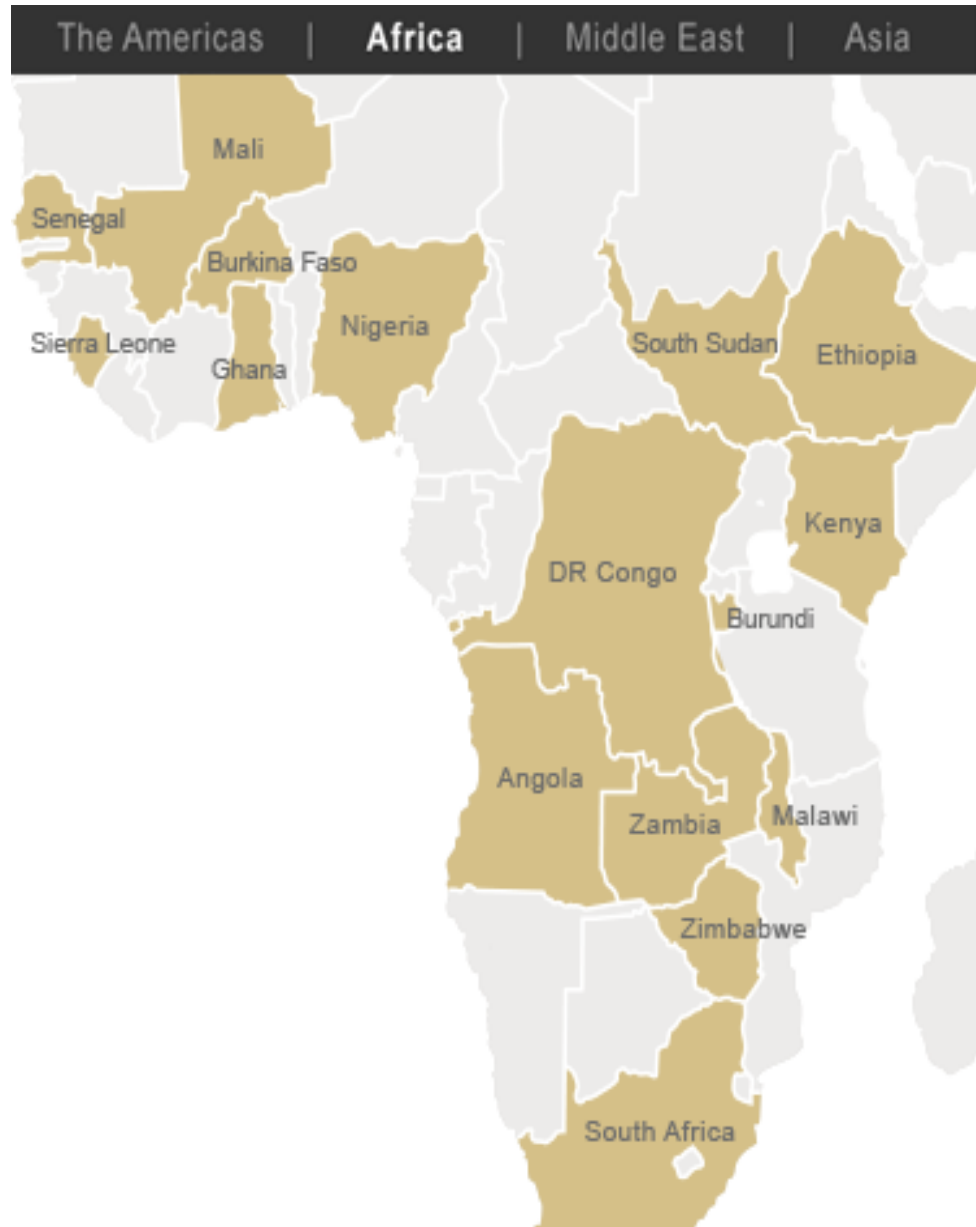 The Americas | Africa | Middle East | Asia
Mali
Senegal
Burkina Faso
Nigeria
Sierra Leone
Ghana
South Sudan
Ethiopia
Kenya
DR Congo
Burundi
Angola
Zambia
Malawi
Zimbabwe
South Africa